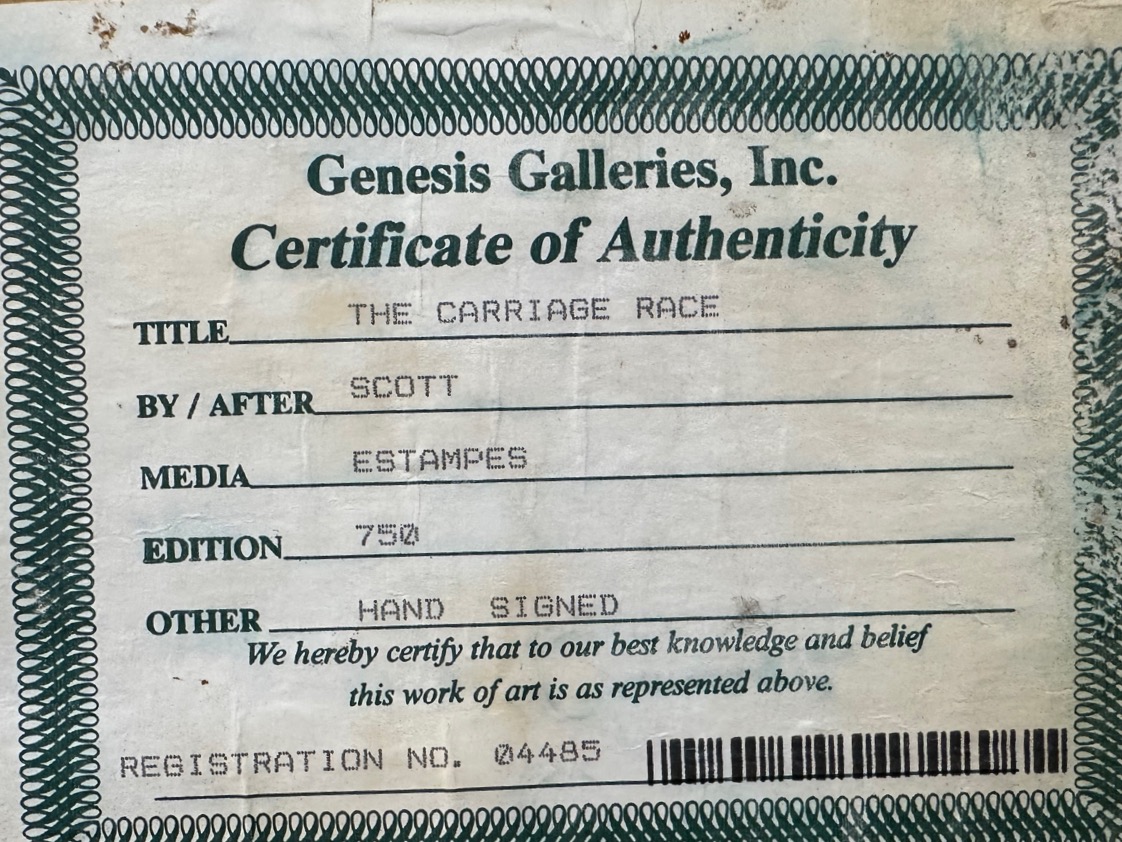 Genesis Galleries, Inc.
Certificate of Authenticity
TITLE THE CARRIAGE RACE
BY / AFTER SCOTT
MEDIA ESTAMPES
EDITION 750
OTHER HAND SIGNED
We hereby certify that to our best knowledge and belief
this work of art is as represented above.
REGISTRATION NO. 04485